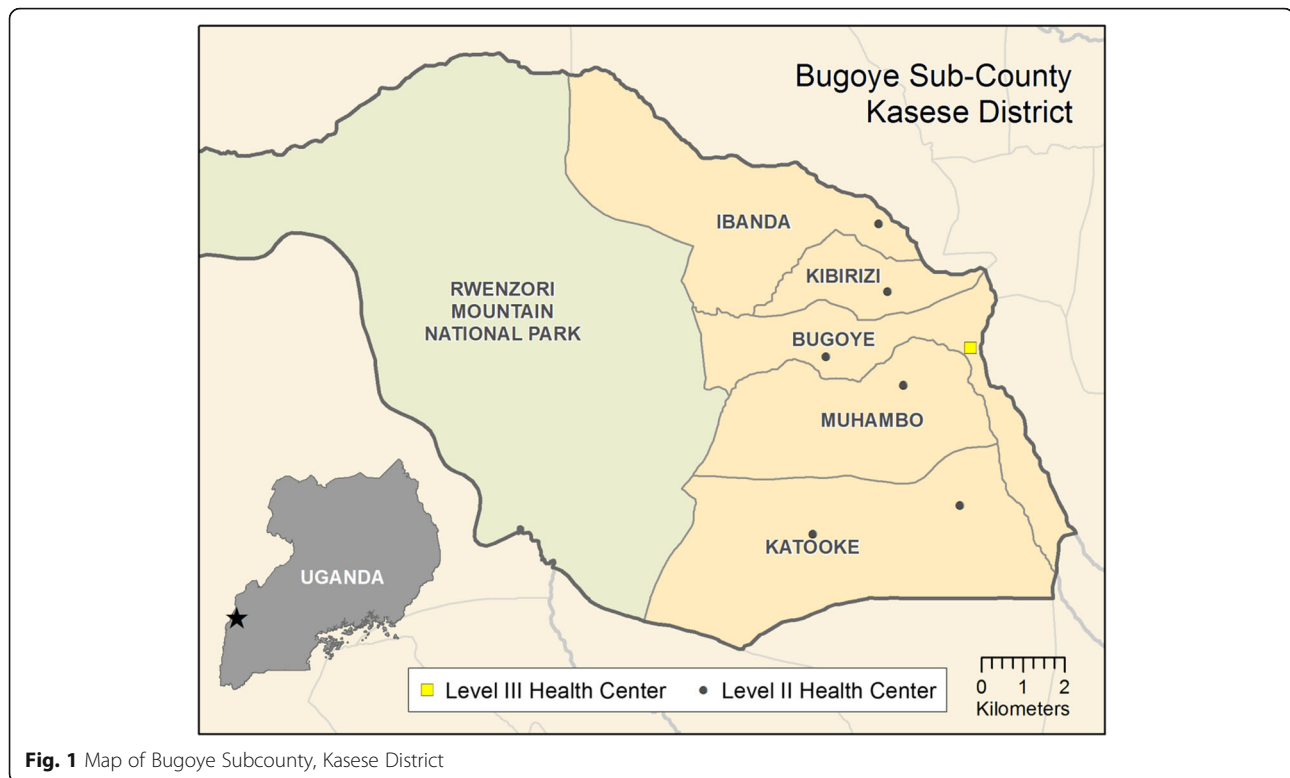 Bugoye Sub-County
Kasese District
IBANDA
KIBIRIZI
RWENZORI
MOUNTAIN
NATIONAL PARK
BUGOYE
MUHAMBO
KATOOKE
UGANDA
Level III Health Center
Level II Health Center
0 1 2
Kilometers
Fig. 1 Map of Bugoye Subcounty, Kasese District